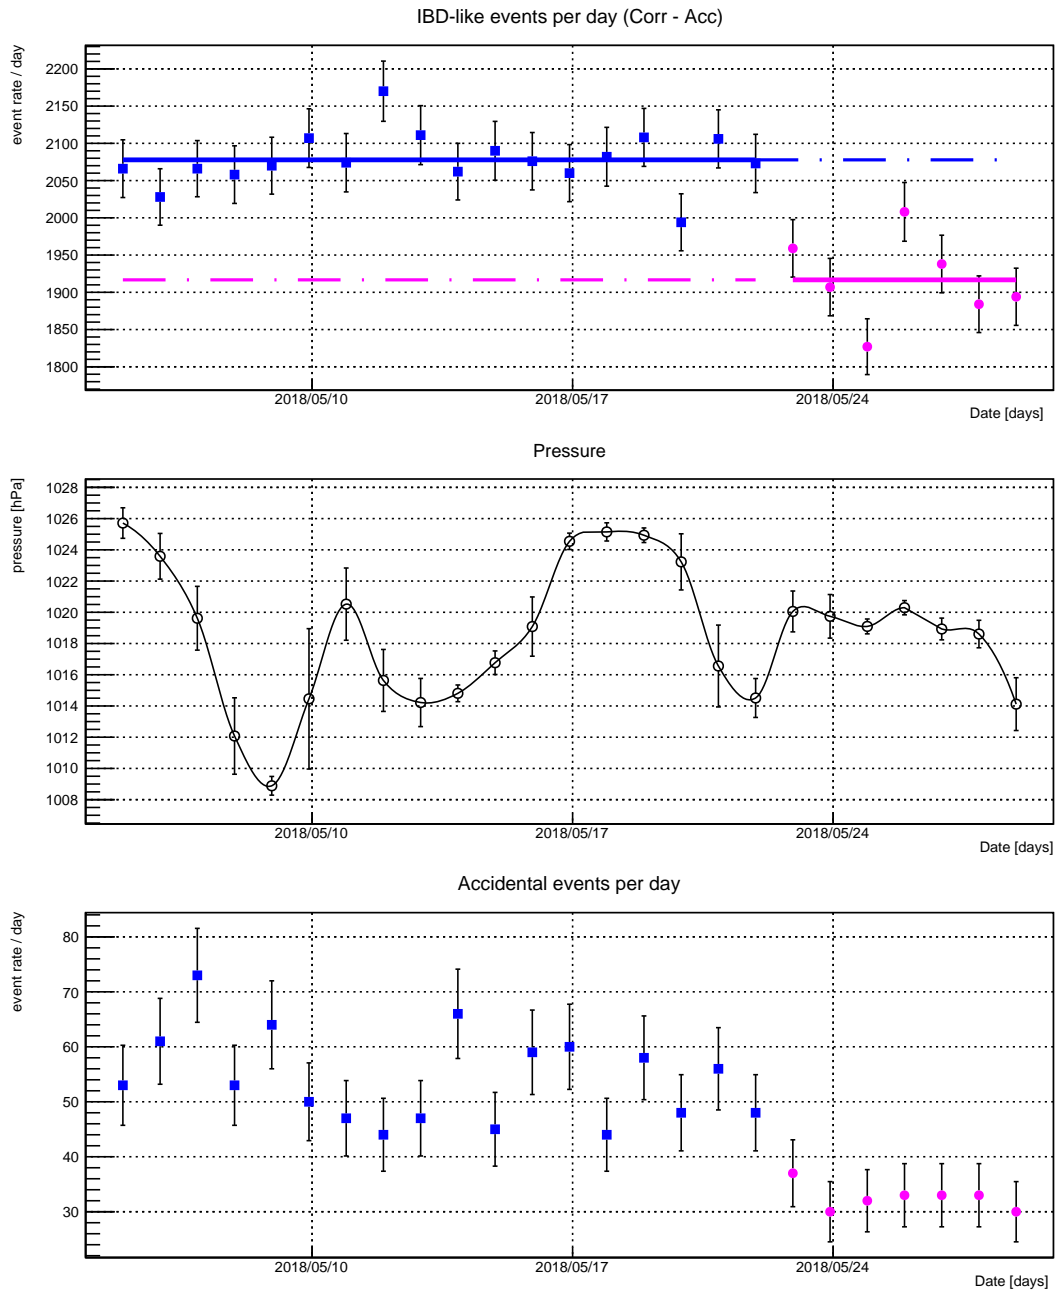 IBD-like events per day (Corr - Acc)
event rate / day
2200
2150
2100
2050
2000
1950
1900
1850
1800
2018/05/10 2018/05/17 2018/05/24
Date [days]
Pressure
pressure [hPa]
1028
1026
1024
1022
1020
1018
1016
1014
1012
1010
1008
2018/05/10 2018/05/17 2018/05/24
Date [days]
Accidental events per day
event rate / day
80
70
60
50
40
30
2018/05/10 2018/05/17 2018/05/24
Date [days]